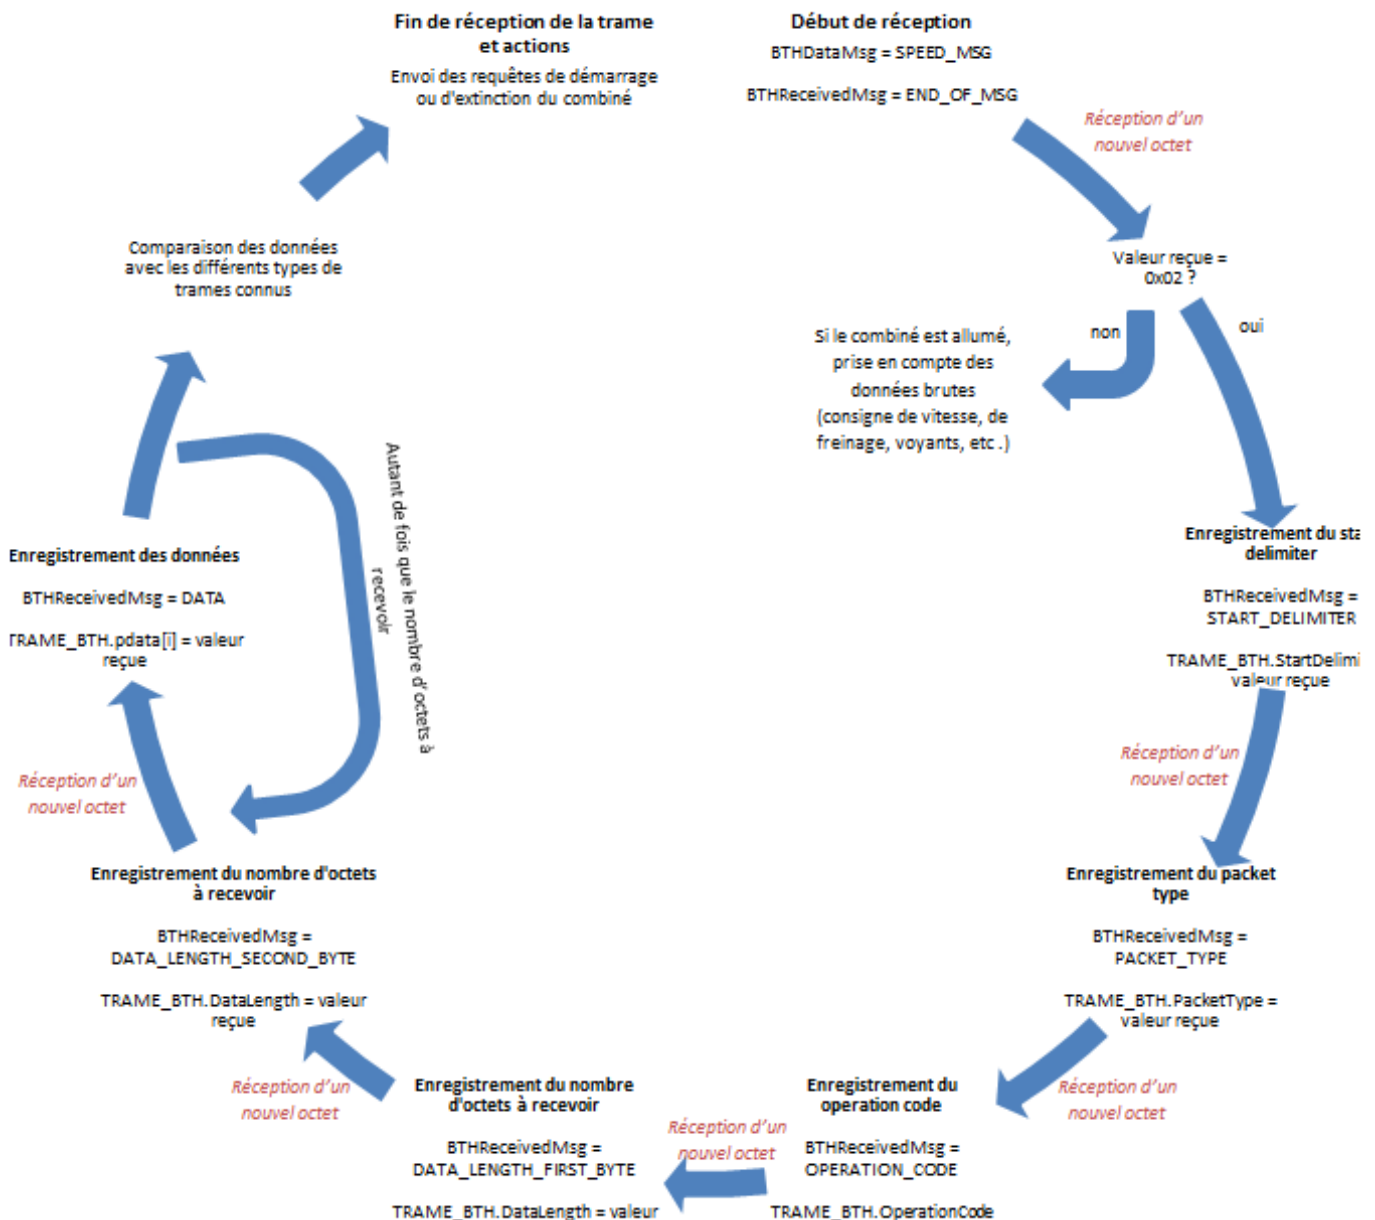 Fin de réception de la trame
et actions
Envoi des requêtes de démarrage
ou d'extinction du combiné
Début de réception
BTHDataMsg = SPEED_MSG
BTHReceivedMsg = END_OF_MSG
Réception d'un
nouvel octet
Valeur reçue =
0x02 ?
non
oui
Si le combiné est allumé,
prise en compte des
données brutes
(consigne de vitesse, de
freinage, voyants, etc.)
Enregistrement du sta
delimiter
BTHReceivedMsg =
START_DELIMITER
TRAME_BTH.StartDelimi
valeur reçue
Réception d'un
nouvel octet
Enregistrement du packet
type
BTHReceivedMsg =
PACKET_TYPE
TRAME_BTH.PacketType =
valeur reçue
Réception d'un
nouvel octet
Enregistrement du
operation code
BTHReceivedMsg =
OPERATION_CODE
TRAME_BTH.OperationCode
Réception d'un
nouvel octet
Enregistrement du nombre
d'octets à recevoir
BTHReceivedMsg =
DATA_LENGTH_FIRST_BYTE
TRAME_BTH.DataLength = valeur
Réception d'un
nouvel octet
Enregistrement du nombre d'octets
à recevoir
BTHReceivedMsg =
DATA_LENGTH_SECOND_BYTE
TRAME_BTH.DataLength = valeur
reçue
Réception d'un
nouvel octet
Enregistrement des données
BTHReceivedMsg = DATA
TRAME_BTH.pdata[i] = valeur
reçue
Autant de fois que le nombre d'octets à
recevoir
Comparaison des données
avec les différents types de
trames connus